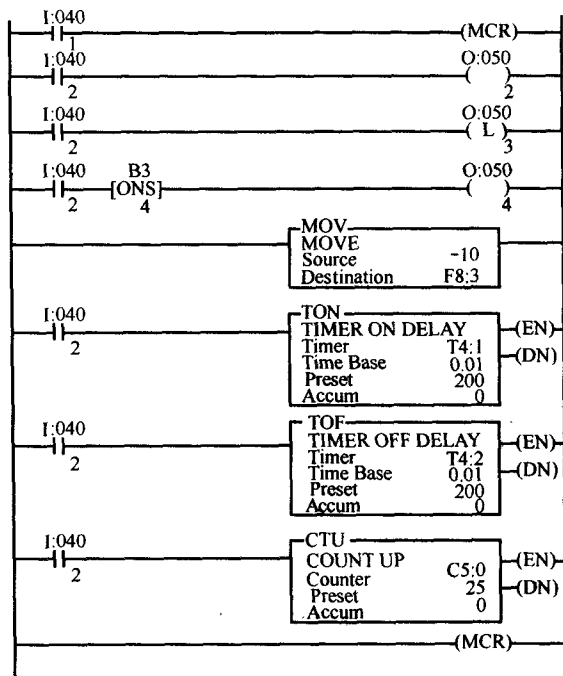 I:040
1
(MCR)
I:040
2
O:050
2
I:040
2
O:050
( L )
3
I:040
2
B3
[ONS]
4
O:050
4
MOV
MOVE
Source -10
Destination F8:3
I:040
2
TON
TIMER ON DELAY
Timer T4:1
Time Base 0.01
Preset 200
Accum 0
(EN)
(DN)
I:040
2
TOF
TIMER OFF DELAY
Timer T4:2
Time Base 0.01
Preset 200
Accum 0
(EN)
(DN)
I:040
2
CTU
COUNT UP
Counter C5:0
Preset 25
Accum 0
(EN)
(DN)
(MCR)